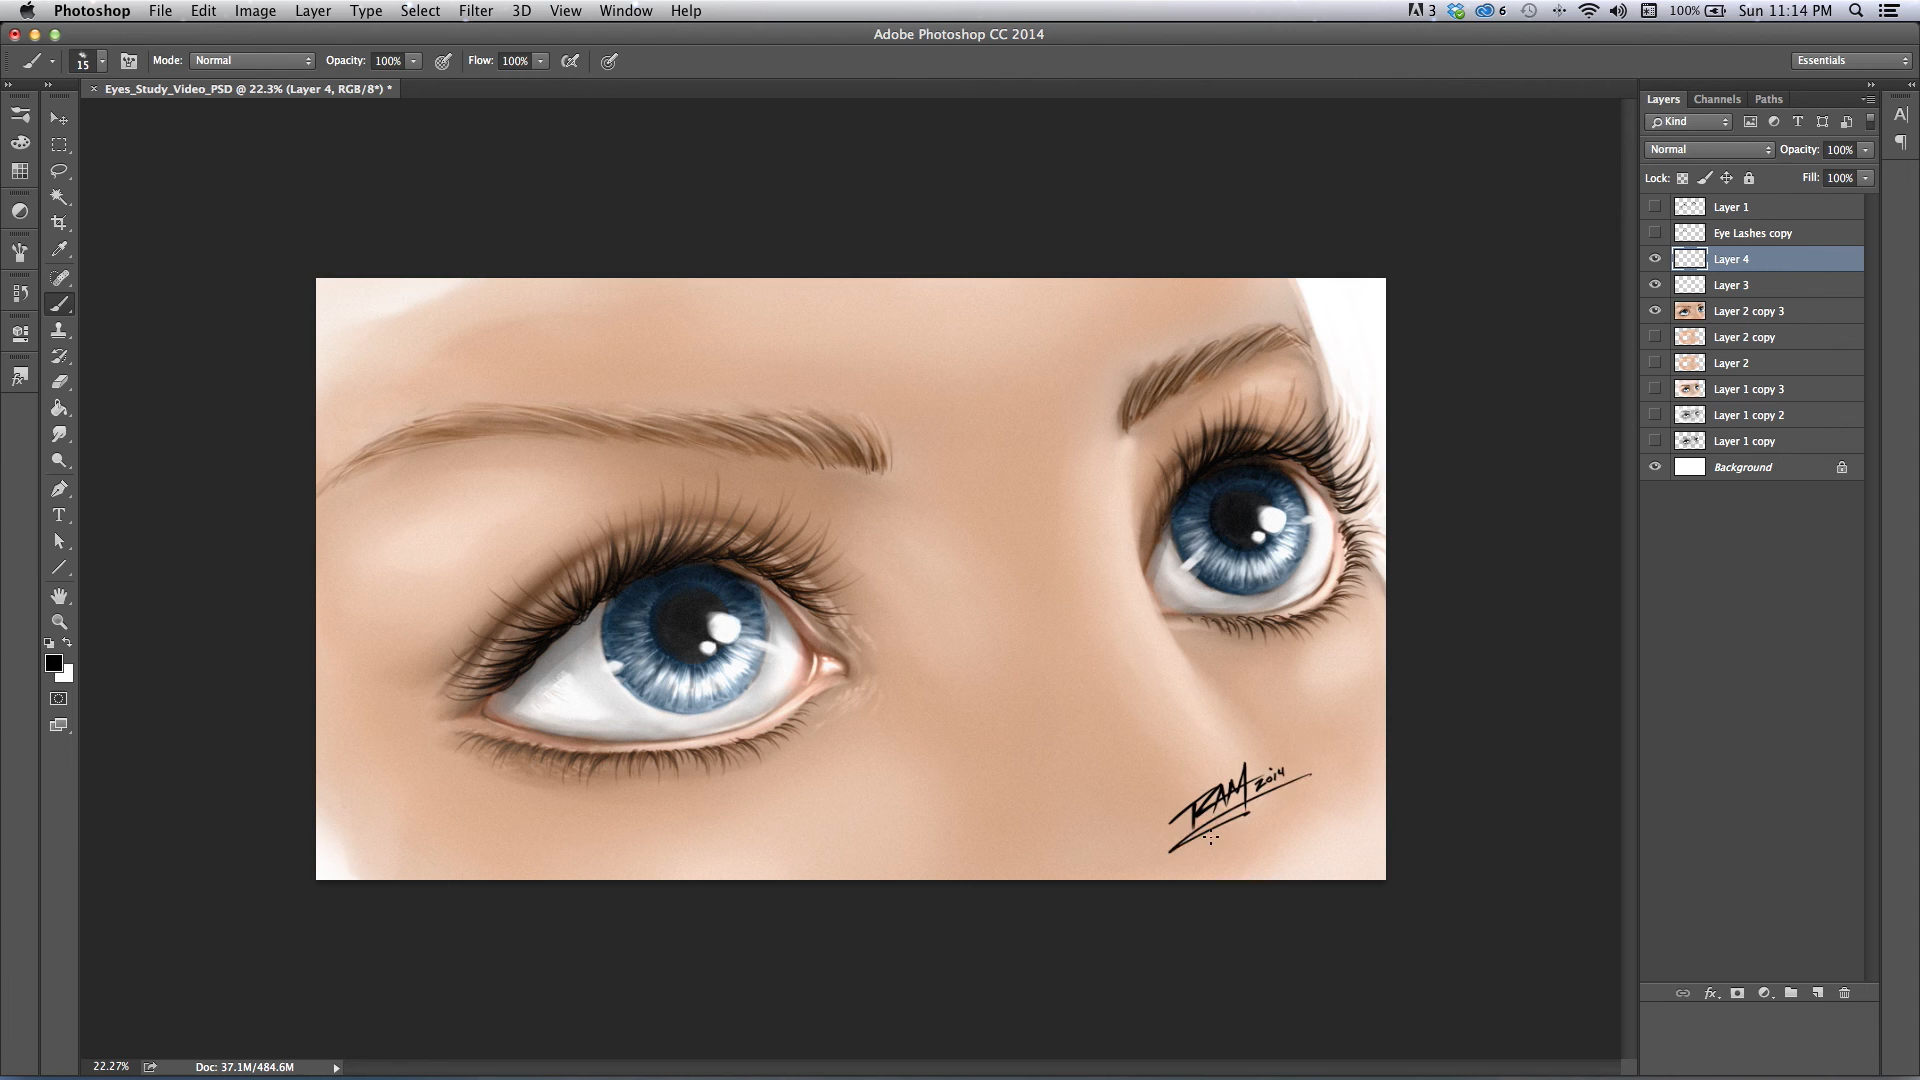 Photoshop File Edit Image Layer Type Select Filter 3D View Window Help 3 6 100% Sun 11:14 PM
Adobe Photoshop CC 2014
15 Mode: Normal Opacity: 100% Flow: 100% Essentials
Eyes_Study_Video_PSD @ 22.3% (Layer 4, RGB/8*) *
Layers Channels Paths
Kind
Normal Opacity: 100%
Lock: Fill: 100%
Layer 1
Eye Lashes copy
Layer 4
Layer 3
Layer 2 copy 3
Layer 2 copy
Layer 2
Layer 1 copy 3
Layer 1 copy 2
Layer 1 copy
Background
RAM 2014
22.27% Doc: 37.1M/484.6M